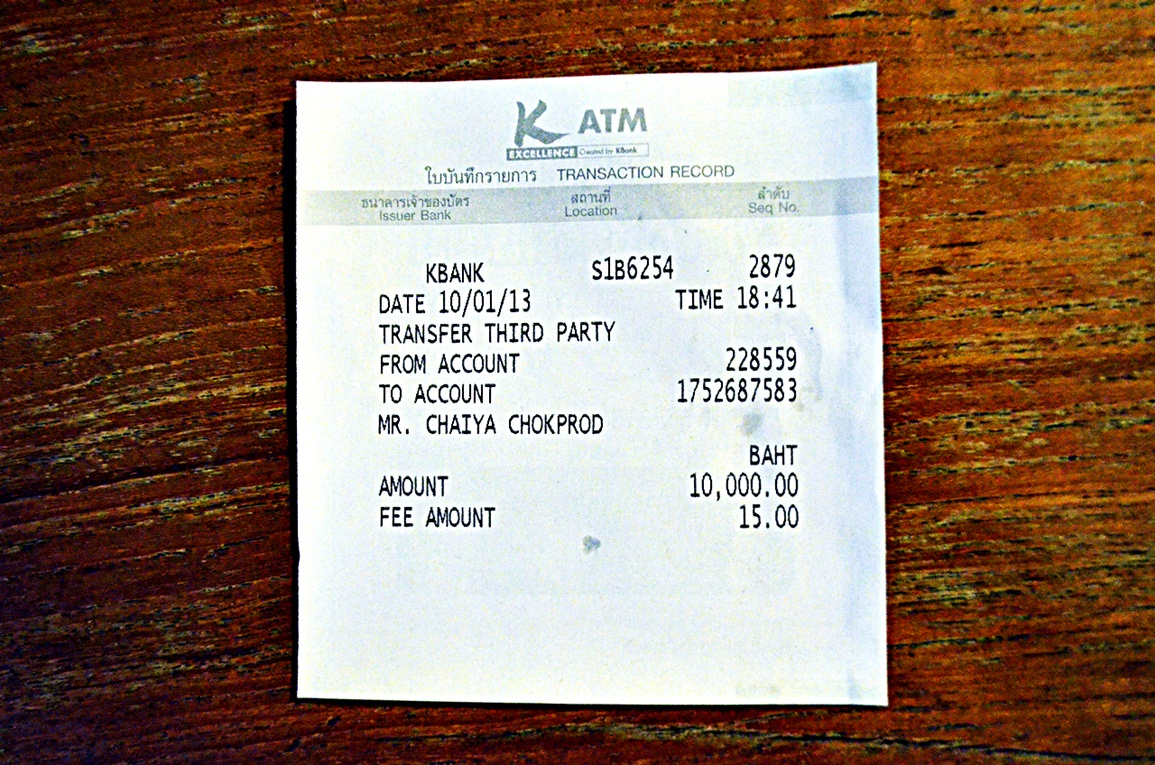 K ATM
EXCELLENCE Created by KBank
ใบบันทึกรายการ TRANSACTION RECORD
ธนาคารเจ้าของบัตร สถานที่ ลำดับ
Issuer Bank Location Seq No.
KBANK S1B6254 2879
DATE 10/01/13 TIME 18:41
TRANSFER THIRD PARTY
FROM ACCOUNT 228559
TO ACCOUNT 1752687583
MR. CHAIYA CHOKPROD
BAHT
AMOUNT 10,000.00
FEE AMOUNT 15.00